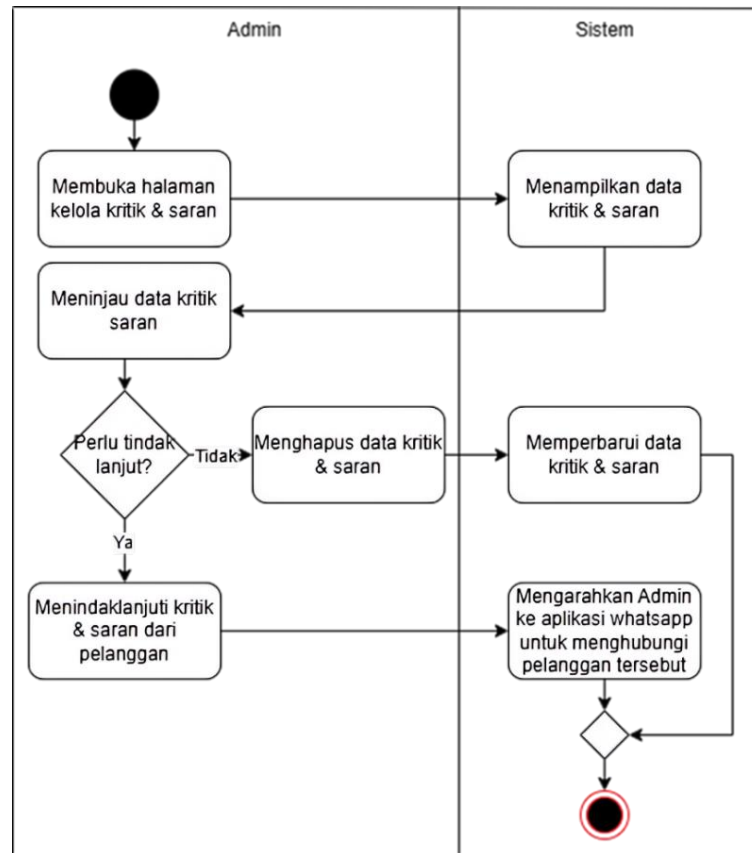 Admin
Sistem
Membuka halaman
kelola kritik & saran
Menampilkan data
kritik & saran
Meninjau data kritik
saran
Perlu tindak
lanjut?
Tidak
Menghapus data kritik
& saran
Memperbarui data
kritik & saran
Ya
Menindaklanjuti kritik
& saran dari
pelanggan
Mengarahkan Admin
ke aplikasi whatsapp
untuk menghubungi
pelanggan tersebut